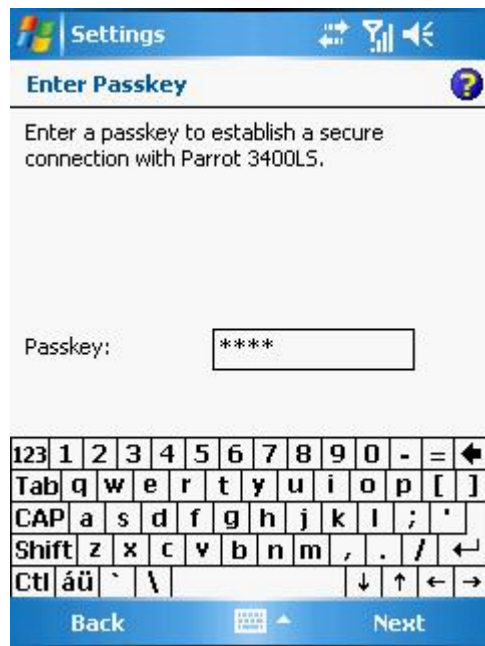 Settings
Enter Passkey
Enter a passkey to establish a secure
connection with Parrot 3400LS.
Passkey: ****
123 1 2 3 4 5 6 7 8 9 0 - =
Tab q w e r t y u i o p [ ]
CAP a s d f g h j k l ; '
Shift z x c v b n m , . /
Ctl áü ` \
Back Next